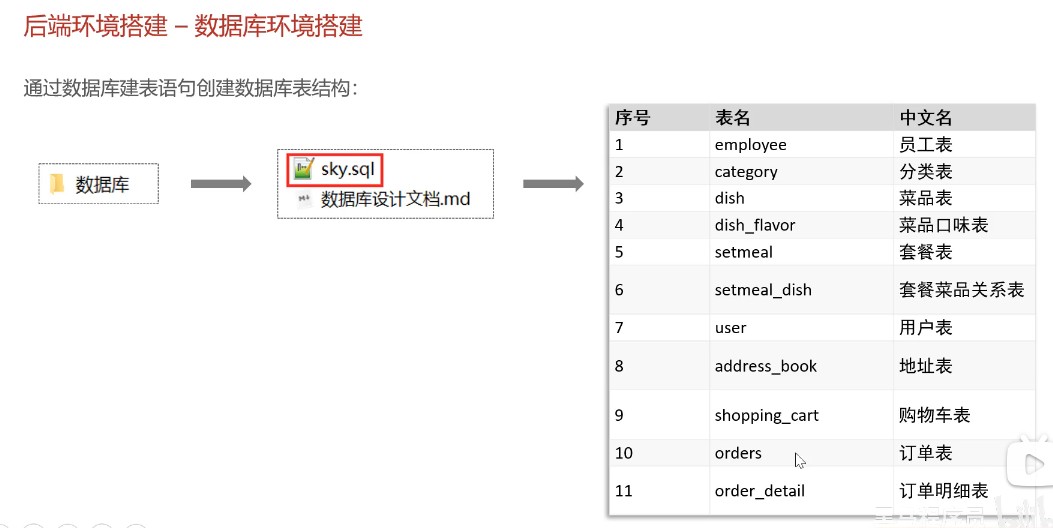 后端环境搭建 – 数据库环境搭建
通过数据库建表语句创建数据库表结构：
数据库
sky.sql
数据库设计文档.md
序号 表名 中文名
1 employee 员工表
2 category 分类表
3 dish 菜品表
4 dish_flavor 菜品口味表
5 setmeal 套餐表
6 setmeal_dish 套餐菜品关系表
7 user 用户表
8 address_book 地址表
9 shopping_cart 购物车表
10 orders 订单表
11 order_detail 订单明细表